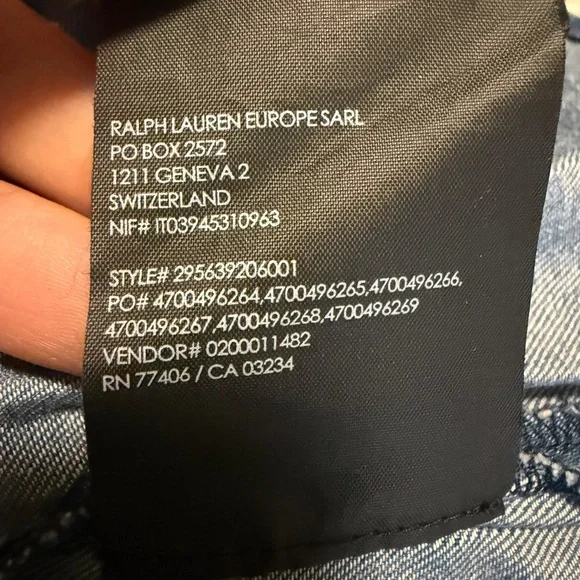 RALPH LAUREN EUROPE SARL
PO BOX 2572
1211 GENEVA 2
SWITZERLAND
NIF# IT03945310963
STYLE# 295639206001
PO# 4700496264,4700496265,4700496266,
4700496267,4700496268,4700496269
VENDOR# 0200011482
RN 77406 / CA 03234